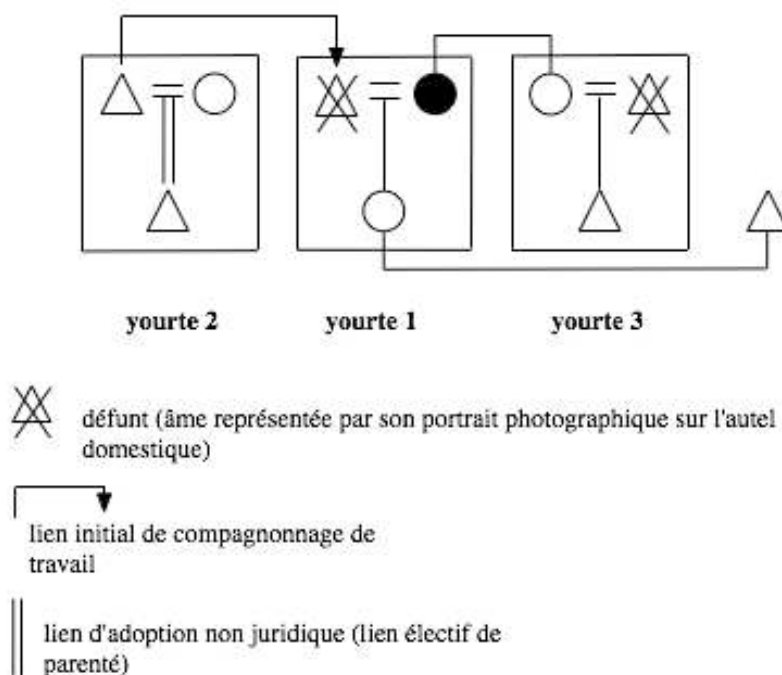 yourte 2 yourte 1 yourte 3
défunt (âme représentée par son portrait photographique sur l'autel
domestique)
lien initial de compagnonnage de
travail
lien d'adoption non juridique (lien électif de
parenté)